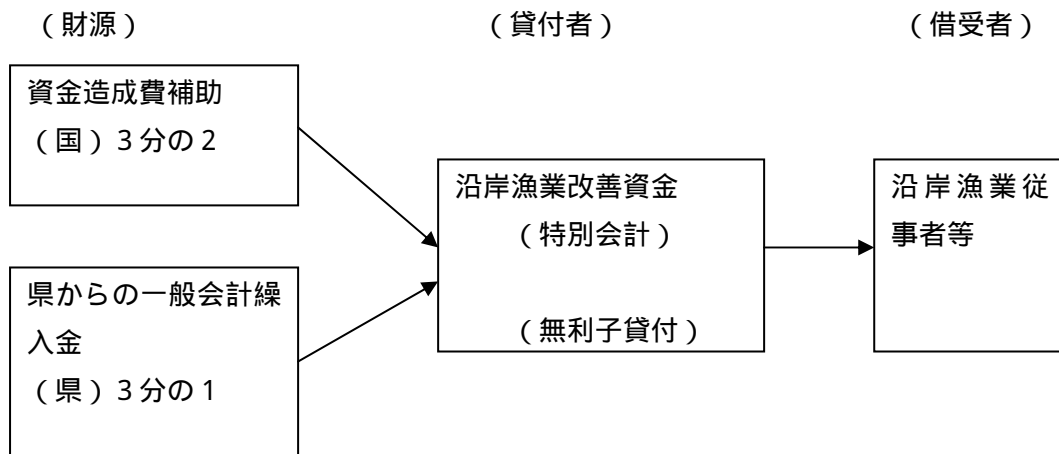 （財源）
（貸付者）
（借受者）
資金造成費補助
（国）３分の２
県からの一般会計繰
入金
（県）３分の１
沿岸漁業改善資金
（特別会計）
（無利子貸付）
沿岸漁業従
事者等